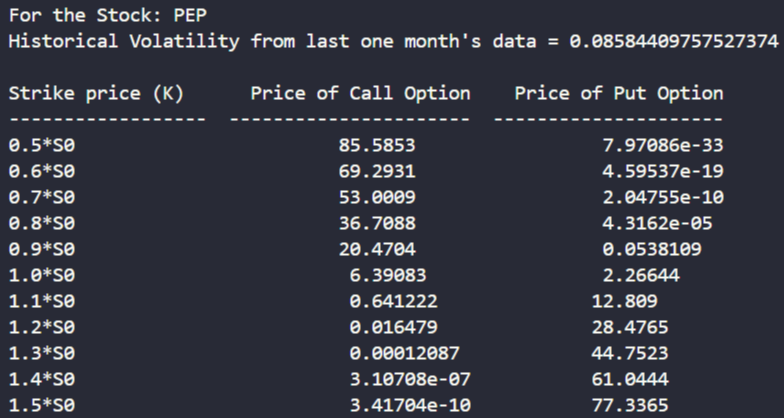 For the Stock: PEP
Historical Volatility from last one month's data = 0.08584409757527374
Strike price (K) Price of Call Option Price of Put Option
------------------ ---------------------- ---------------------
0.5*S0 85.5853 7.97086e-33
0.6*S0 69.2931 4.59537e-19
0.7*S0 53.0009 2.04755e-10
0.8*S0 36.7088 4.3162e-05
0.9*S0 20.4704 0.0538109
1.0*S0 6.39083 2.26644
1.1*S0 0.641222 12.809
1.2*S0 0.016479 28.4765
1.3*S0 0.00012087 44.7523
1.4*S0 3.10708e-07 61.0444
1.5*S0 3.41704e-10 77.3365